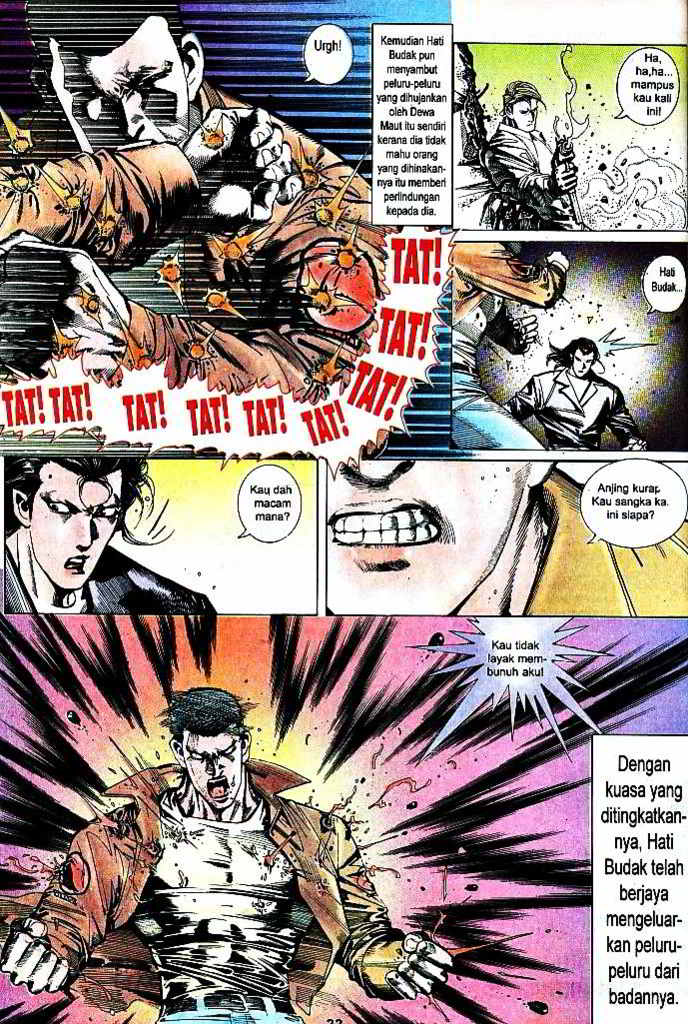 Urgh!
Kemudian Hati
Budak pun
menyambut
peluru-peluru
yang dihujankan
oleh Dewa
Maut itu sendiri
kerana dia tidak
mahu orang
yang dihinakan-
nya itu memberi
perlindungan
kepada dia.
Ha,
ha,ha...
mampus
kau kali
ini!
TAT!
TAT!
TAT!
TAT! TAT!
TAT!
TAT!
TAT!
TAT!
Hati
Budak...
Kau dah
macam
mana?
Anjing kurap.
Kau sangka ka.
ini siapa?
Kau tidak
layak mem-
bunuh aku!
Dengan
kuasa yang
ditingkatkan-
nya, Hati
Budak telah
berjaya
mengeluar-
kan peluru-
peluru dari
badannya.